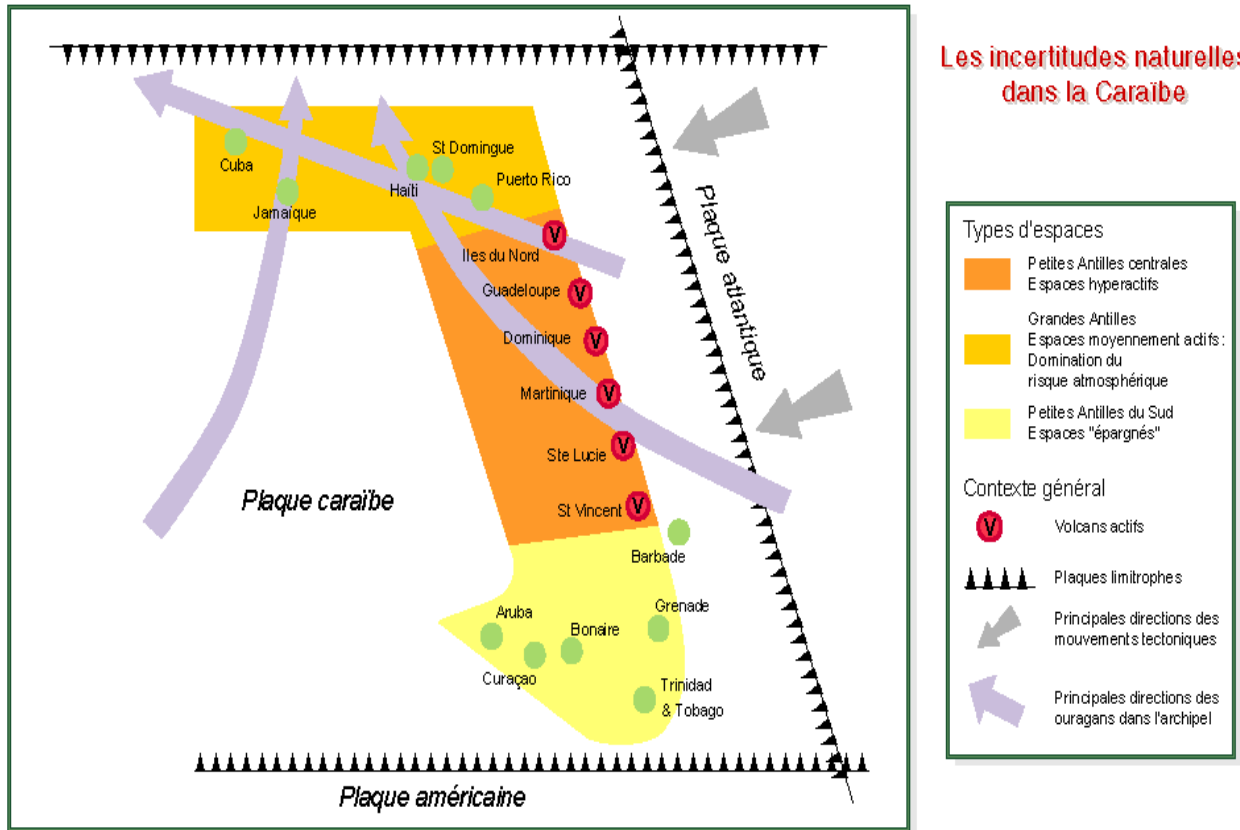 Les incertitudes naturelles
dans la Caraïbe
Cuba
Jamaïque
Haïti
St Domingue
Puerto Rico
Iles du Nord
Guadeloupe
Dominique
Martinique
Ste Lucie
St Vincent
Barbade
Grenade
Aruba
Bonaire
Curaçao
Trinidad
& Tobago
Plaque atlantique
Plaque caraïbe
Plaque américaine
Types d'espaces
Petites Antilles centrales
Espaces hyperactifs
Grandes Antilles
Espaces moyennement actifs :
Domination du
risque atmosphérique
Petites Antilles du Sud
Espaces "épargnés"
Contexte général
V
V
V
V
V
V
V
Volcans actifs
Plaques limitrophes
Principales directions des
mouvements tectoniques
Principales directions des
ouragans dans l'archipel